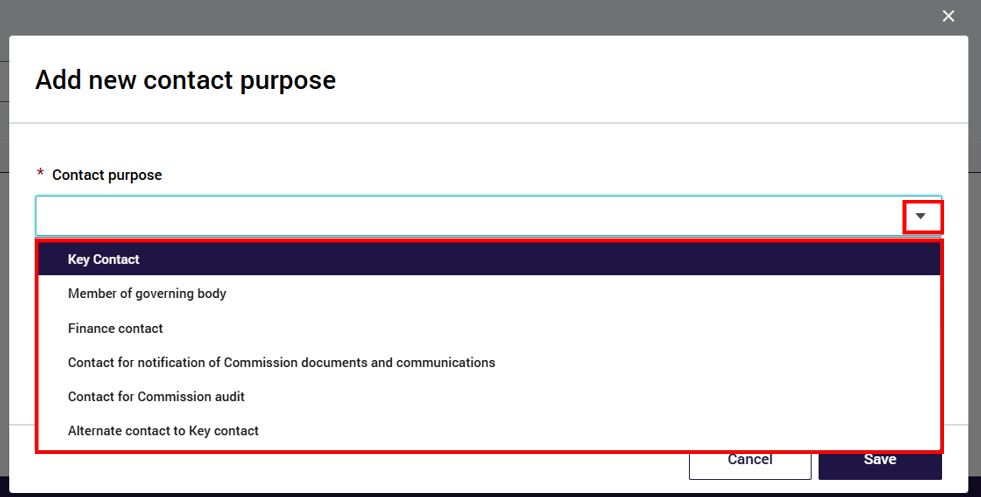 Add new contact purpose
* Contact purpose
Key Contact
Member of governing body
Finance contact
Contact for notification of Commission documents and communications
Contact for Commission audit
Alternate contact to Key contact
Cancel Save